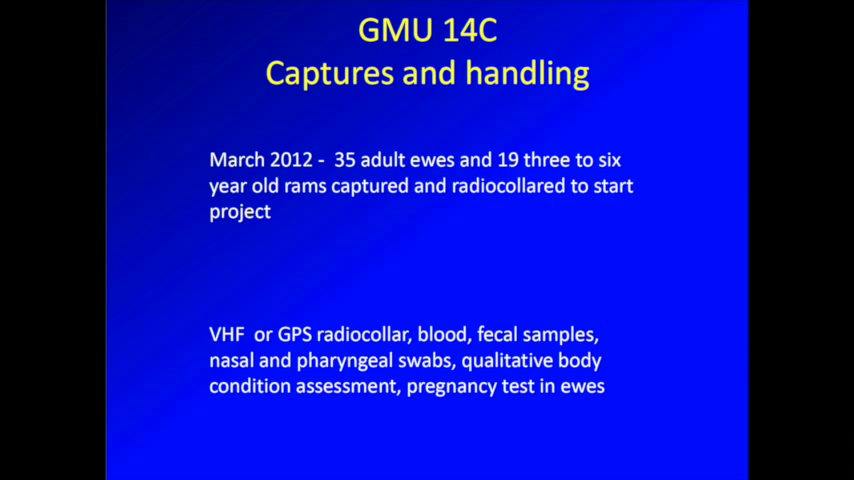 GMU 14C
Captures and handling
March 2012 - 35 adult ewes and 19 three to six
year old rams captured and radiocollared to start
project
VHF or GPS radiocollar, blood, fecal samples,
nasal and pharyngeal swabs, qualitative body
condition assessment, pregnancy test in ewes